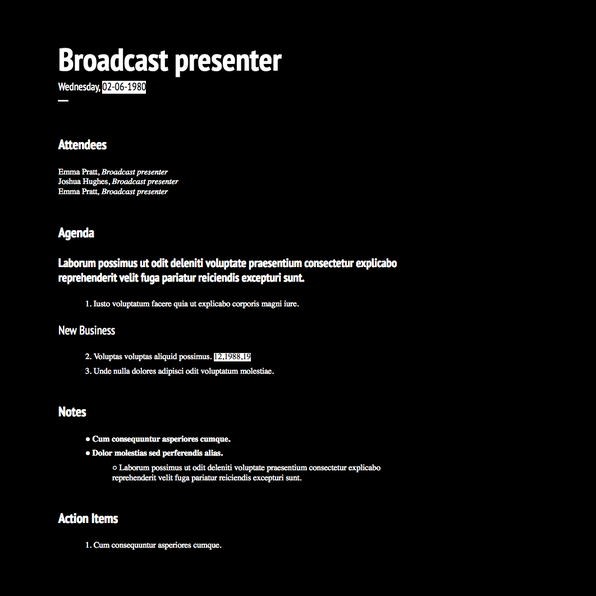 Broadcast presenter
Wednesday, 02-06-1980
Attendees
Emma Pratt, Broadcast presenter
Joshua Hughes, Broadcast presenter
Emma Pratt, Broadcast presenter
Agenda
Laborum possimus ut odit deleniti voluptate praesentium consectetur explicabo
reprehenderit velit fuga pariatur reiciendis excepturi sunt.
1. Iusto voluptatum facere quia ut explicabo corporis magni iure.
New Business
2. Voluptas voluptas aliquid possimus. 12,1988,19
3. Unde nulla dolores adipisci odit voluptatum molestiae.
Notes
● Cum consequuntur asperiores cumque.
● Dolor molestias sed perferendis alias.
○ Laborum possimus ut odit deleniti voluptate praesentium consectetur explicabo
reprehenderit velit fuga pariatur reiciendis excepturi sunt.
Action Items
1. Cum consequuntur asperiores cumque.